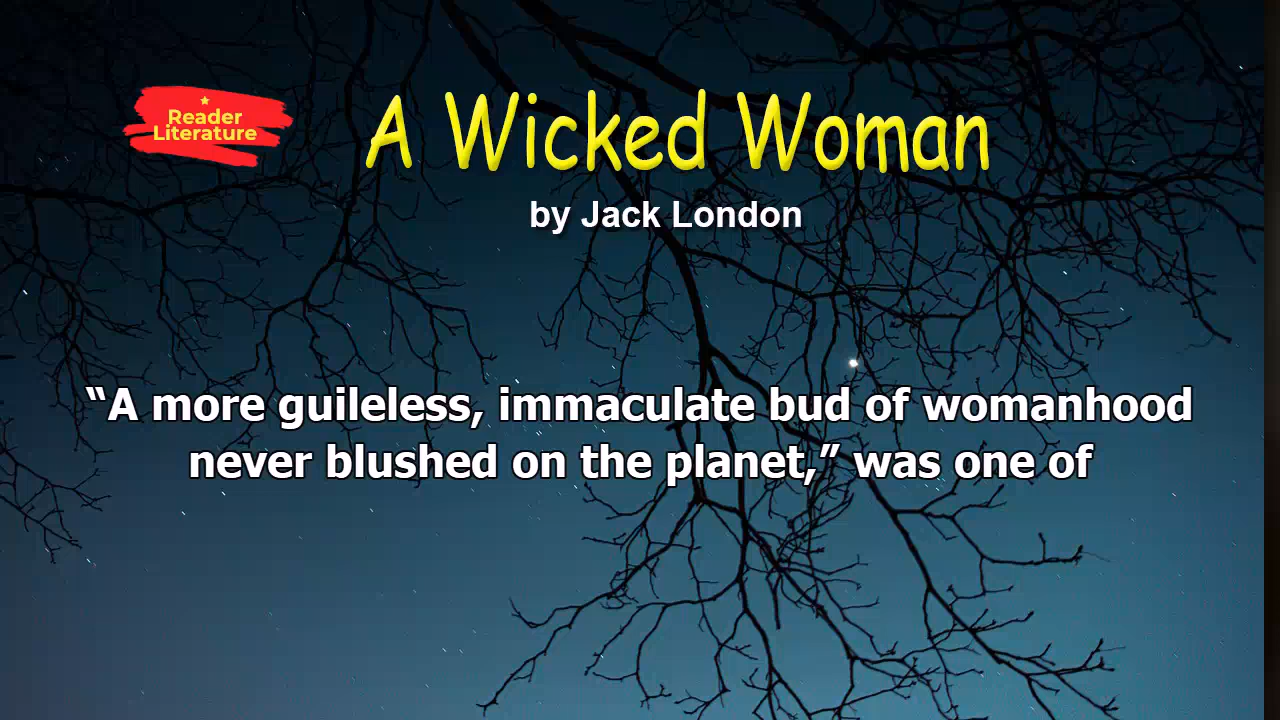 Reader
Literature
A Wicked Woman
by Jack London
“A more guileless, immaculate bud of womanhood
never blushed on the planet,” was one of